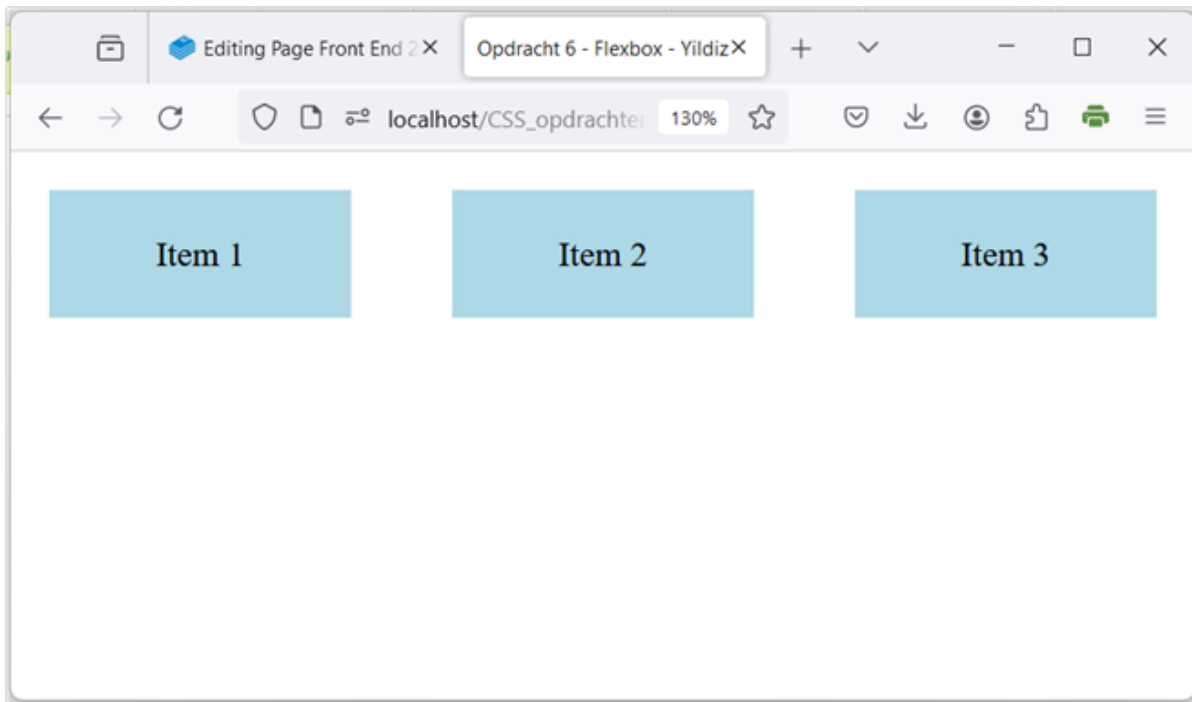 Editing Page Front End 2
Opdracht 6 - Flexbox - Yildiz
localhost/CSS_opdrachten
130%
Item 1
Item 2
Item 3